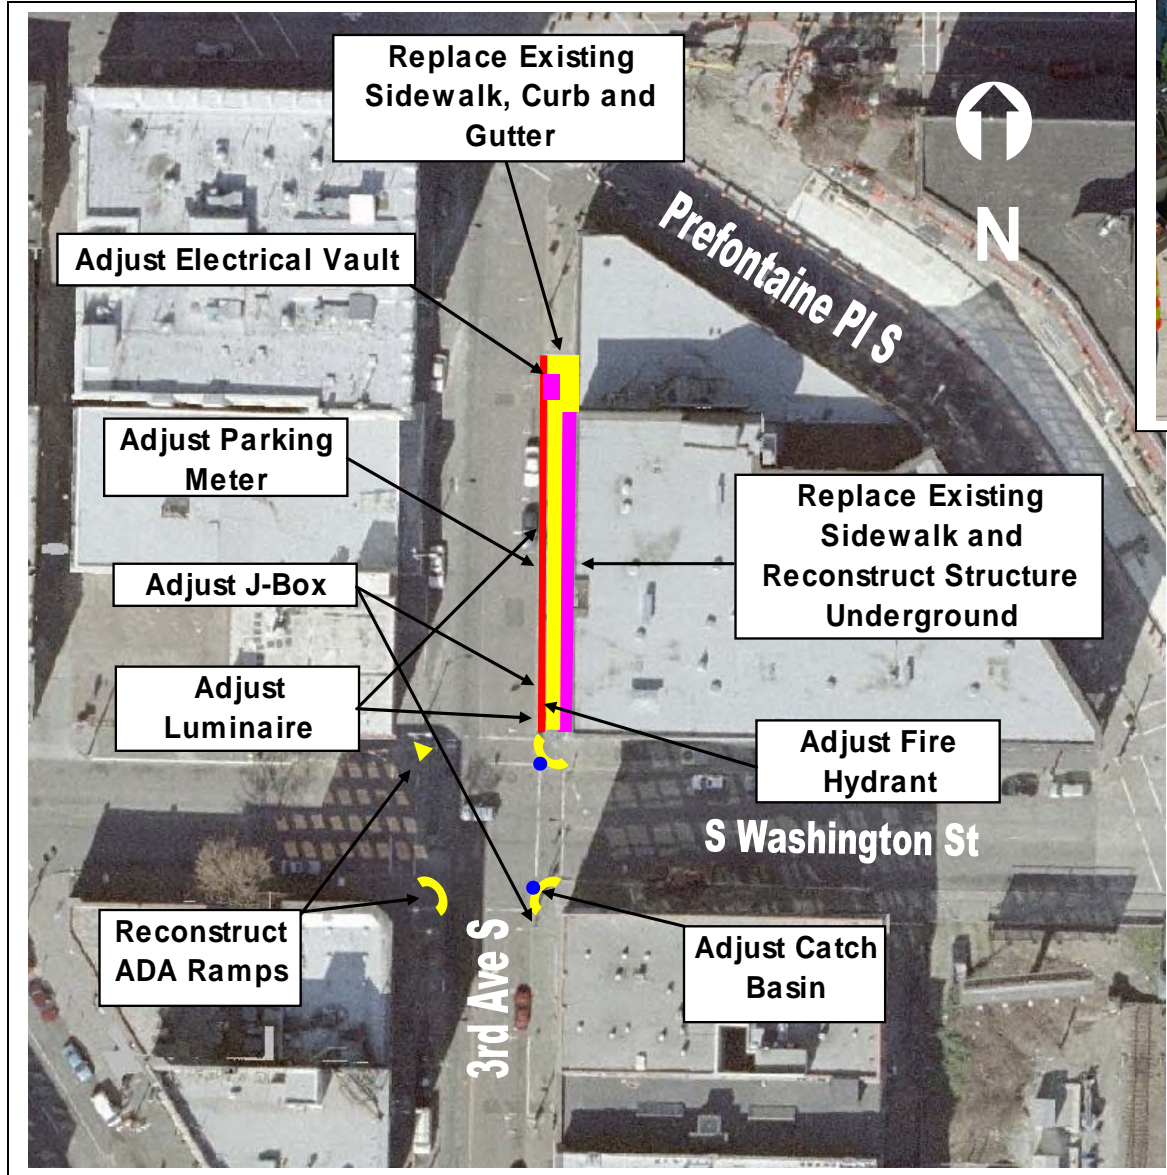 Replace Existing
Sidewalk, Curb and
Gutter
N
Prefontaine Pl S
Adjust Electrical Vault
Adjust Parking
Meter
Replace Existing
Sidewalk and
Reconstruct Structure
Underground
Adjust J-Box
Adjust
Luminaire
Adjust Fire
Hydrant
S Washington St
Reconstruct
ADA Ramps
3rd Ave S
Adjust Catch
Basin